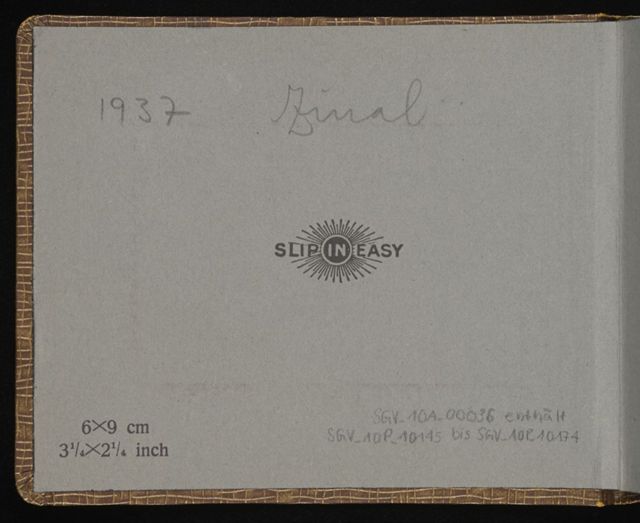 1937 Zinal
SLIP IN EASY
6×9 cm
3¹/₄×2¹/₄ inch
SGV_10A_00036 enthält
SGV_10P_10145 bis SGV_10P_10174